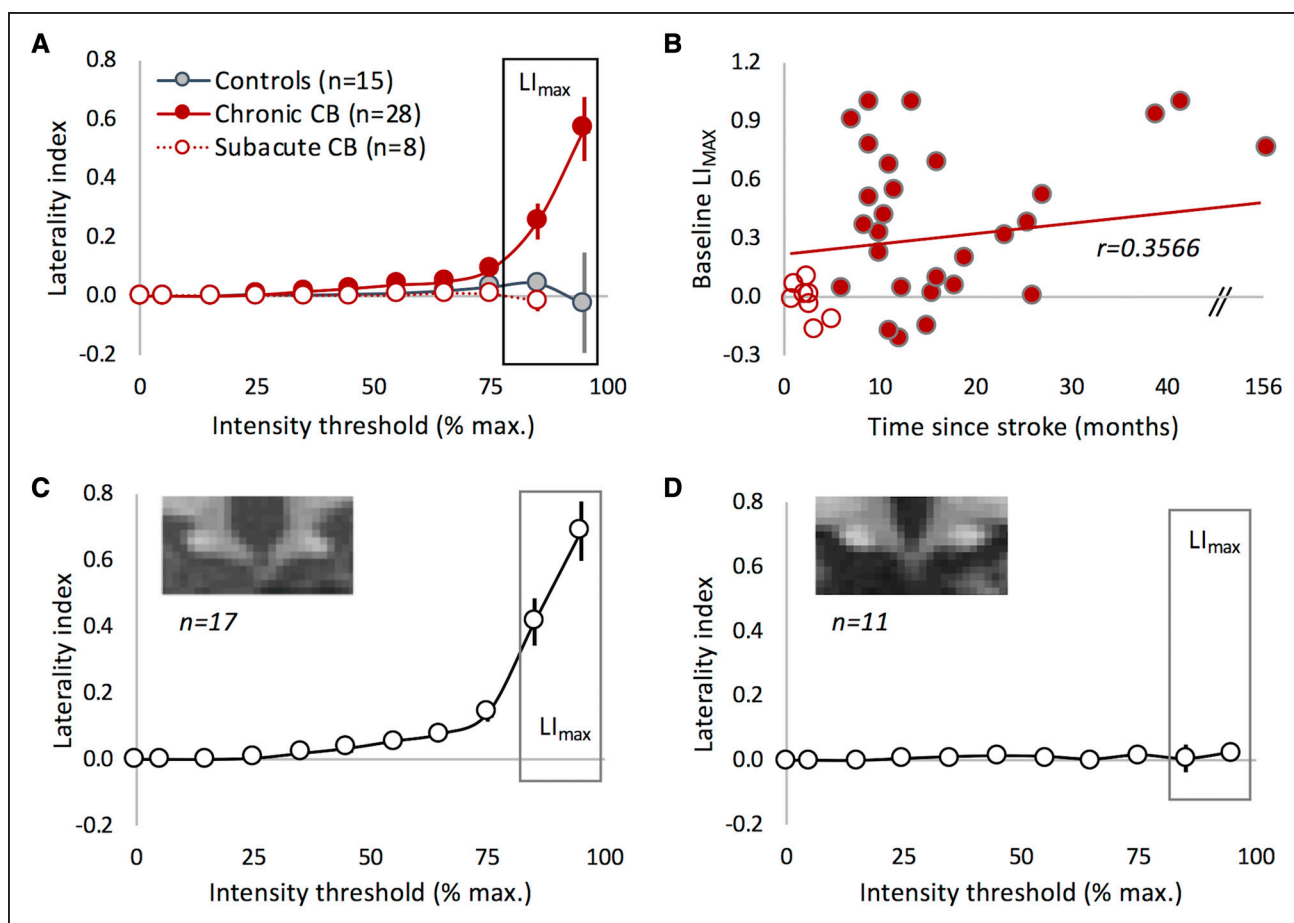 A
0.8
0.6
0.4
0.2
0.0
-0.2
Laterality index
Controls (n=15)
Chronic CB (n=28)
Subacute CB (n=8)
LImax
0 25 50 75 100
Intensity threshold (% max.)
B
1.2
0.9
0.6
0.3
0.0
-0.3
Baseline LIMAX
r=0.3566
//
0 10 20 30 40 156
Time since stroke (months)
C
0.8
0.6
0.4
0.2
0.0
-0.2
Laterality index
n=17
LImax
0 25 50 75 100
Intensity threshold (% max.)
D
0.8
0.6
0.4
0.2
0.0
-0.2
Laterality index
n=11
LImax
0 25 50 75 100
Intensity threshold (% max.)